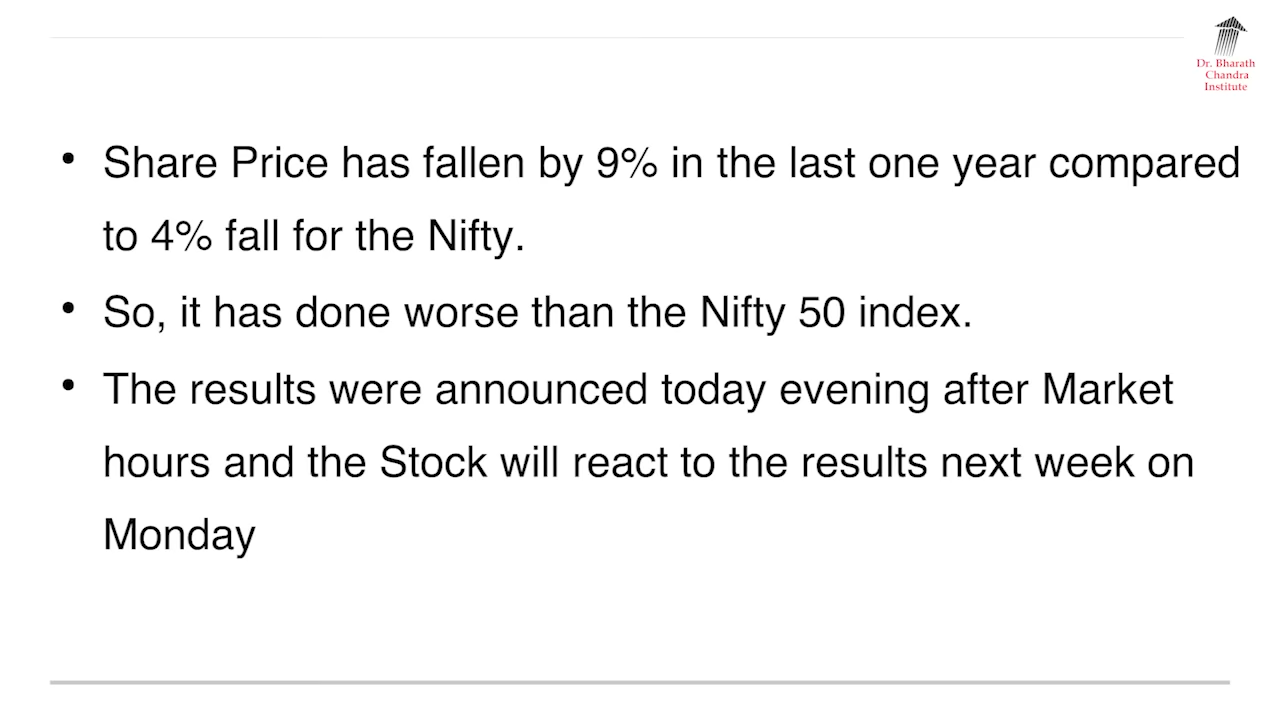 Dr. Bharath
Chandra
Institute
• Share Price has fallen by 9% in the last one year compared
to 4% fall for the Nifty.
• So, it has done worse than the Nifty 50 index.
• The results were announced today evening after Market
hours and the Stock will react to the results next week on
Monday